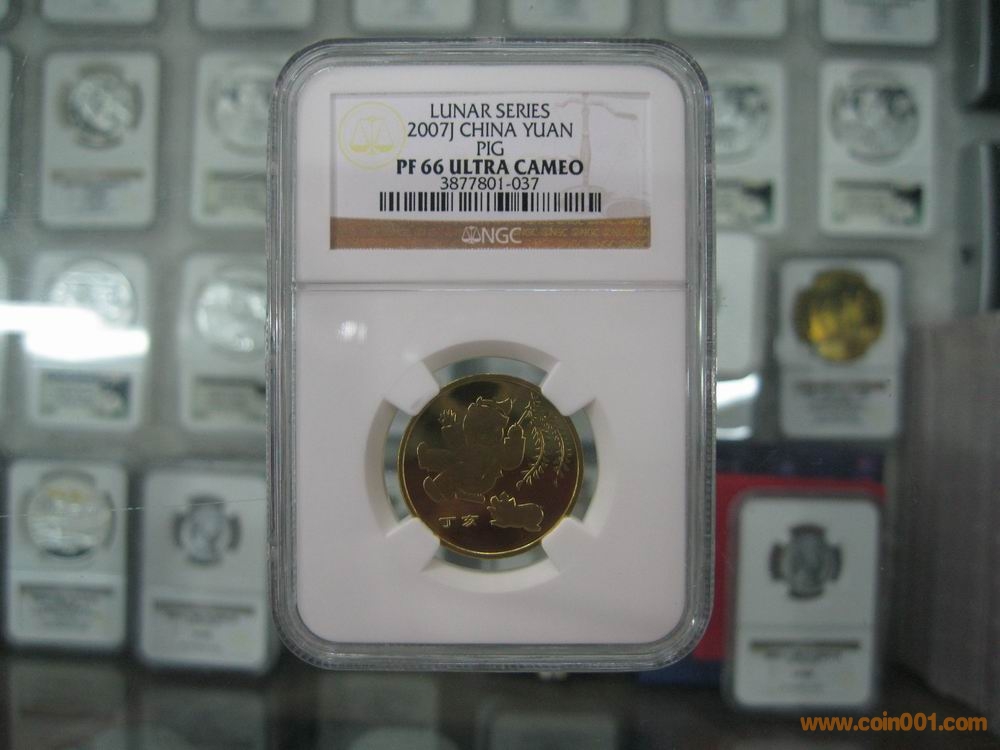 LUNAR SERIES
2007J CHINA YUAN
PIG
PF 66 ULTRA CAMEO
3877801-037
NGC
丁亥
www.coin001.com